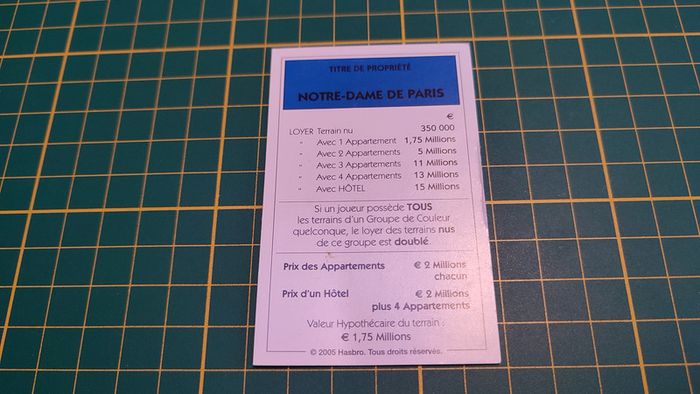 TITRE DE PROPRIÉTÉ
NOTRE-DAME DE PARIS
€
LOYER Terrain nu 350 000
" Avec 1 Appartement 1,75 Millions
" Avec 2 Appartements 5 Millions
" Avec 3 Appartements 11 Millions
" Avec 4 Appartements 13 Millions
" Avec HÔTEL 15 Millions
Si un joueur possède TOUS
les terrains d'un Groupe de Couleur
quelconque, le loyer des terrains nus
de ce groupe est doublé.
Prix des Appartements € 2 Millions
chacun
Prix d'un Hôtel € 2 Millions
plus 4 Appartements
Valeur Hypothécaire du terrain :
€ 1,75 Millions
© 2005 Hasbro. Tous droits réservés.